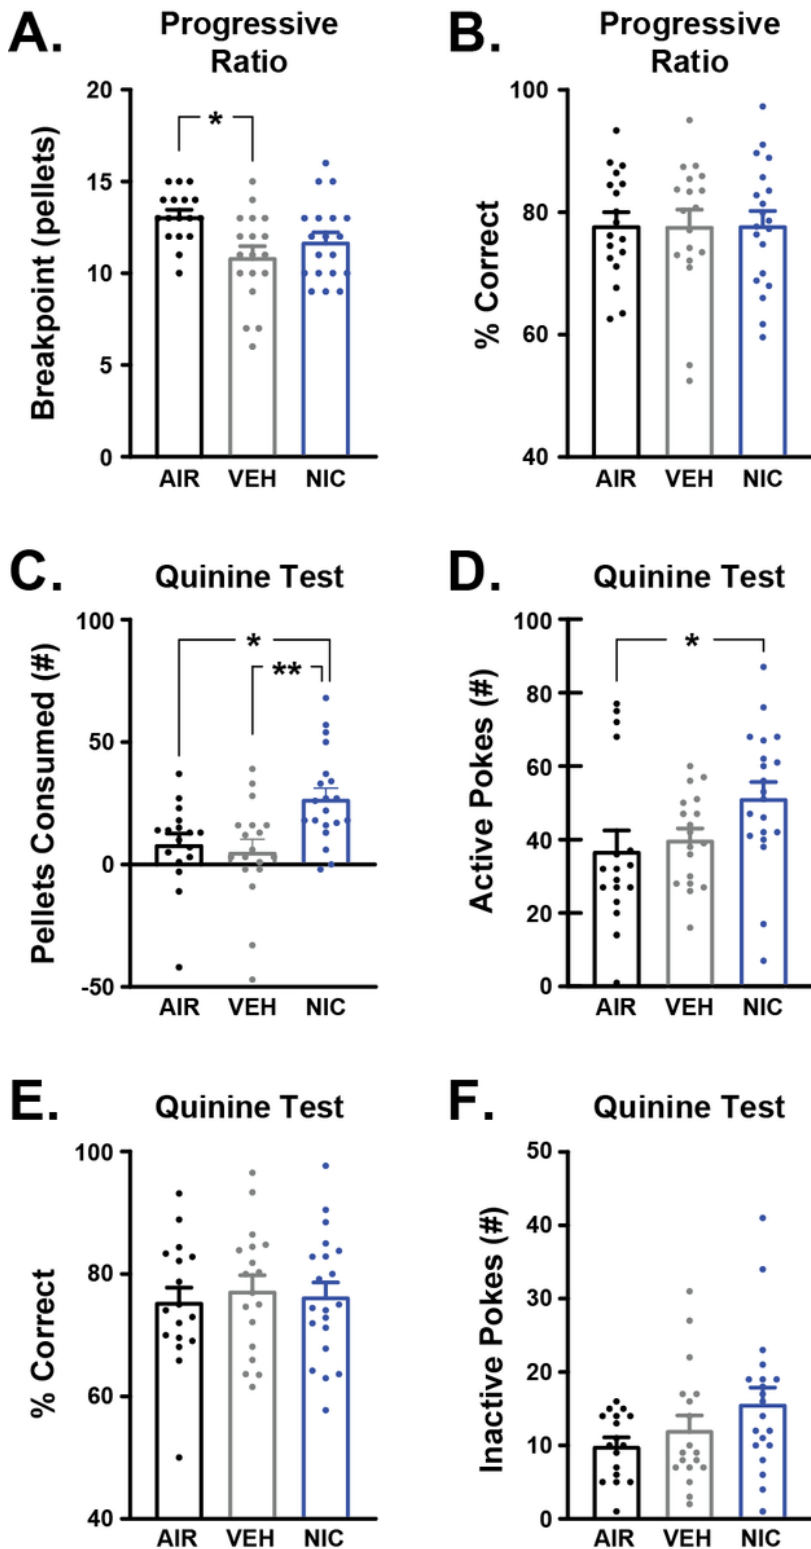 A.
Progressive
Ratio
Breakpoint (pellets)
20
15
10
5
0
*
AIR VEH NIC
B.
Progressive
Ratio
% Correct
100
80
60
40
AIR VEH NIC
C.
Quinine Test
Pellets Consumed (#)
100
50
0
-50
*
**
AIR VEH NIC
D.
Quinine Test
Active Pokes (#)
100
80
60
40
20
0
*
AIR VEH NIC
E.
Quinine Test
% Correct
100
80
60
40
AIR VEH NIC
F.
Quinine Test
Inactive Pokes (#)
50
40
30
20
10
0
AIR VEH NIC